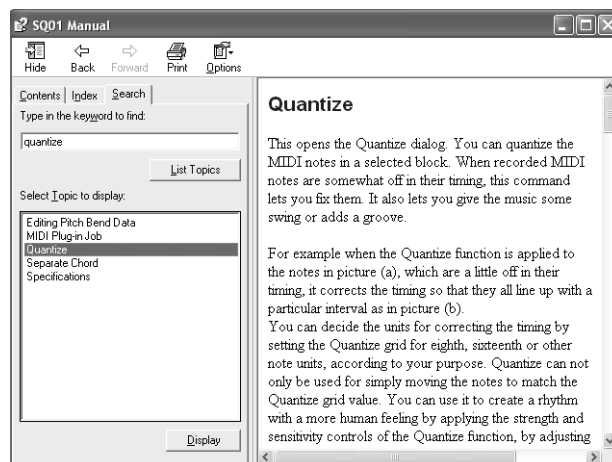 SQ01 Manual
Hide Back Forward Print Options
Contents Index Search
Type in the keyword to find:
quantize
List Topics
Select Topic to display:
Editing Pitch Bend Data
MIDI Plug-in Job
Quantize
Separate Chord
Specifications
Display
Quantize
This opens the Quantize dialog. You can quantize the
MIDI notes in a selected block. When recorded MIDI
notes are somewhat off in their timing, this command
lets you fix them. It also lets you give the music some
swing or adds a groove.
For example when the Quantize function is applied to
the notes in picture (a), which are a little off in their
timing, it corrects the timing so that they all line up with a
particular interval as in picture (b).
You can decide the units for correcting the timing by
setting the Quantize grid for eighth, sixteenth or other
note units, according to your purpose. Quantize can not
only be used for simply moving the notes to match the
Quantize grid value. You can use it to create a rhythm
with a more human feeling by applying the strength and
sensitivity controls of the Quantize function, by adjusting